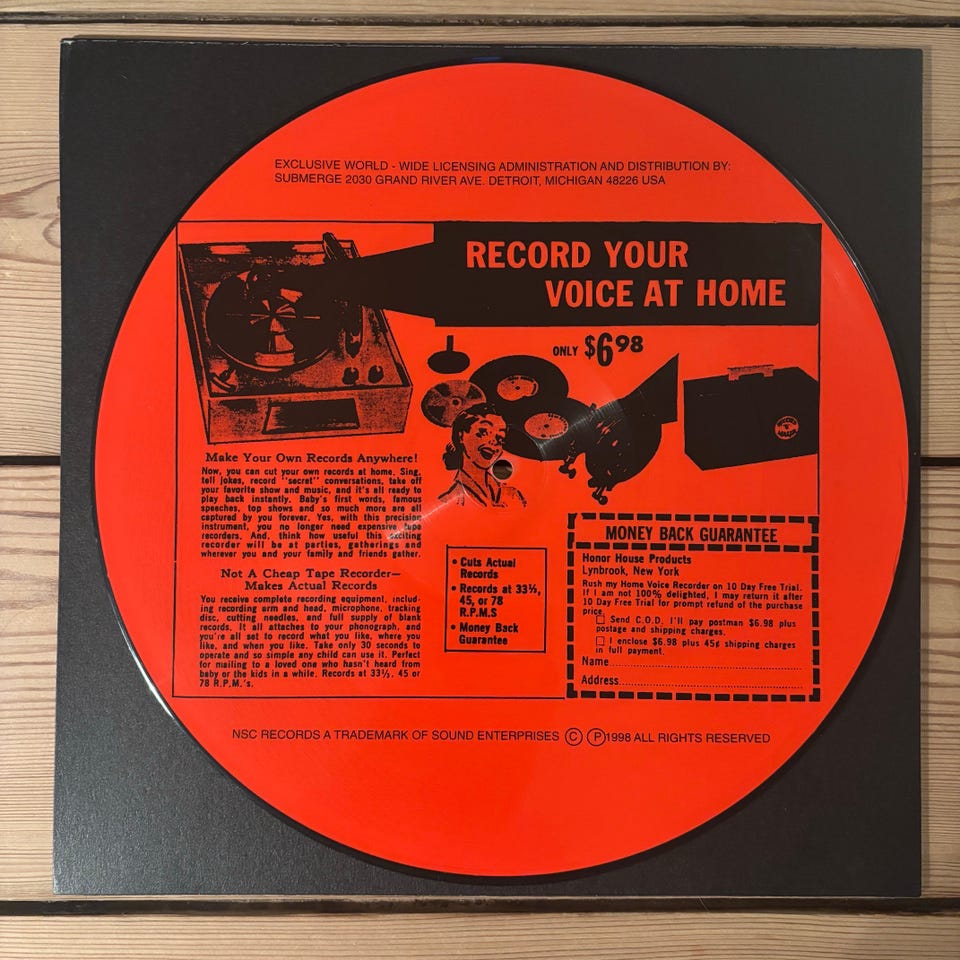 EXCLUSIVE WORLD - WIDE LICENSING ADMINISTRATION AND DISTRIBUTION BY:
SUBMERGE 2030 GRAND RIVER AVE. DETROIT, MICHIGAN 48226 USA
RECORD YOUR
VOICE AT HOME
ONLY $6.98
Make Your Own Records Anywhere!
Now, you can cut your own records at home. Sing,
tell jokes, record "secret" conversations, take off
your favorite show and music, and it's all ready to
play back instantly. Baby's first words, famous
speeches, top shows and so much more are all
captured by you forever. Yes, with this precision
instrument, you no longer need expensive tape
recorders. And, think how useful this exciting
recorder will be at parties, gatherings and
wherever you and your family and friends gather.
Not A Cheap Tape Recorder—
Makes Actual Records
You receive complete recording equipment, includ-
ing recording arm and head, microphone, tracking
disc, cutting needles, and full supply of blank
records. It all attaches to your phonograph, and
you're all set to record what you like, where you
like, and when you like. Take only 30 seconds to
operate and so simple any child can use it. Perfect
for mailing to a loved one who hasn't heard from
baby or the kids in a while. Records at 33⅓, 45 or
78 R.P.M.'s.
• Cuts Actual
Records
• Records at 33⅓,
45, or 78
R.P.M.S
• Money Back
Guarantee
MONEY BACK GUARANTEE
Honor House Products
Lynbrook, New York
Rush my Home Voice Recorder on 10 Day Free Trial.
If I am not 100% delighted, I may return it after
10 Day Free Trial for prompt refund of the purchase
price.
Send C.O.D. I'll pay postman $6.98 plus
postage and shipping charges.
I enclose $6.98 plus 45¢ shipping charges
in full payment.
Name
Address
NSC RECORDS A TRADEMARK OF SOUND ENTERPRISES Ⓒ Ⓟ1998 ALL RIGHTS RESERVED